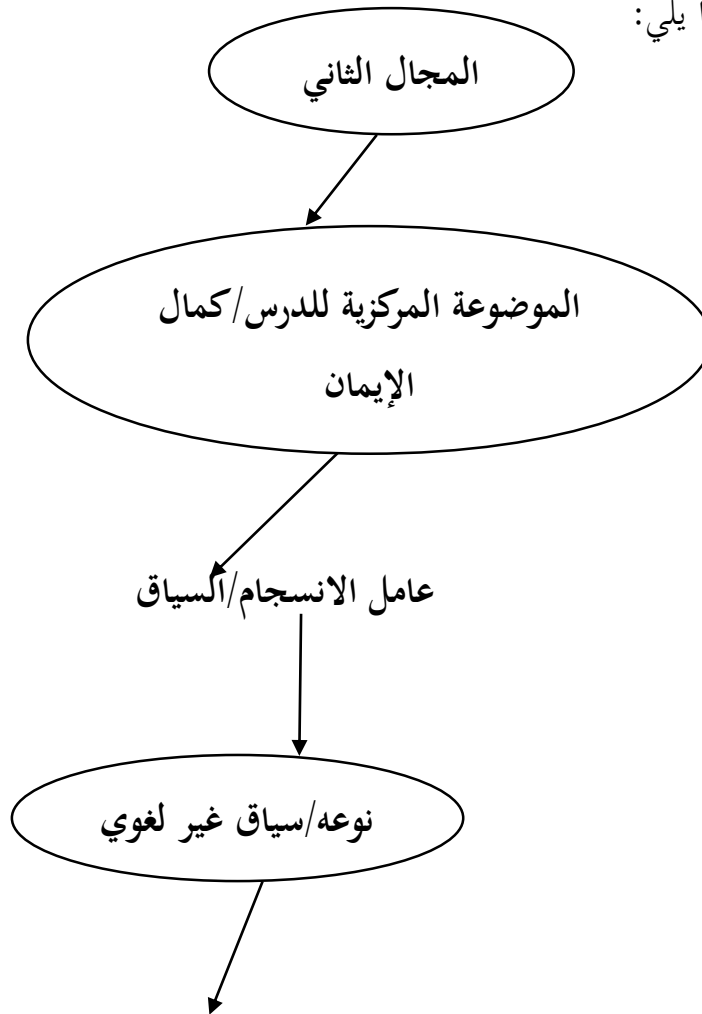 يلي:
المجال الثاني
الموضوعة المركزية للدرس/كمال
الإيمان
عامل الانسجام/السياق
نوعه/سياق غير لغوي